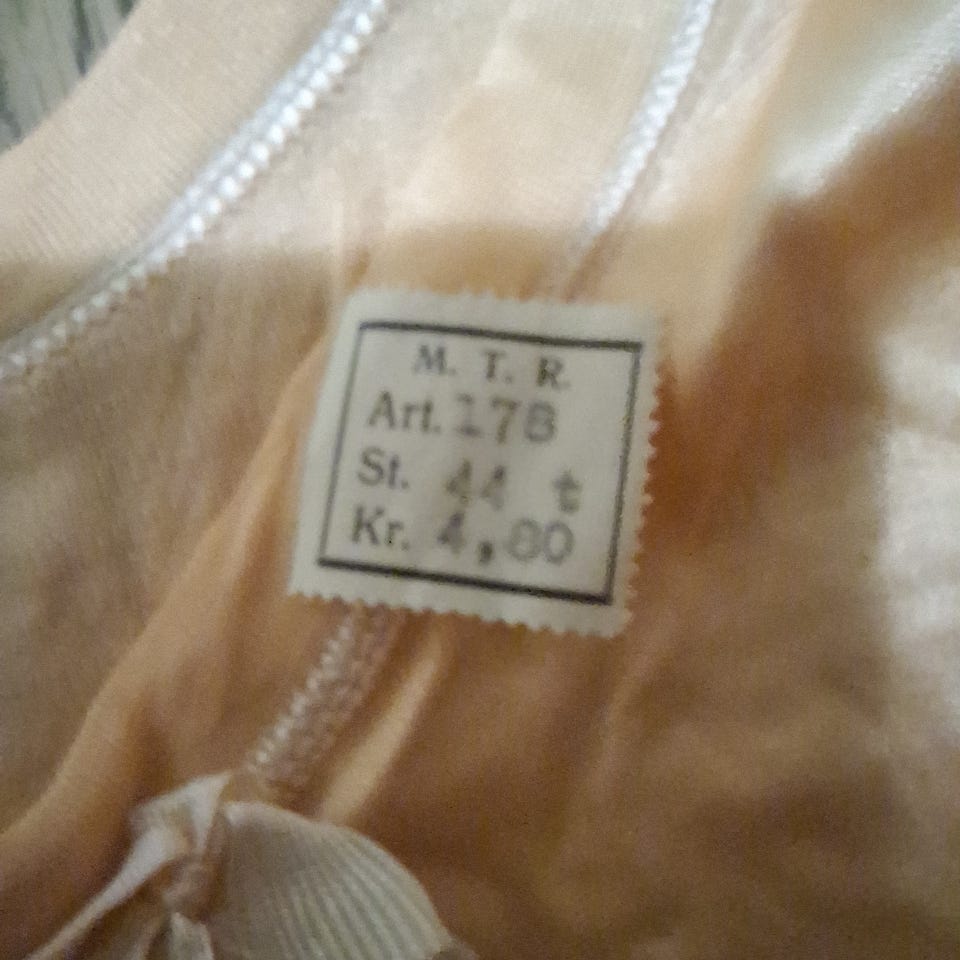 M. T. R.
Art. 178
St. 44 t
Kr. 4,80